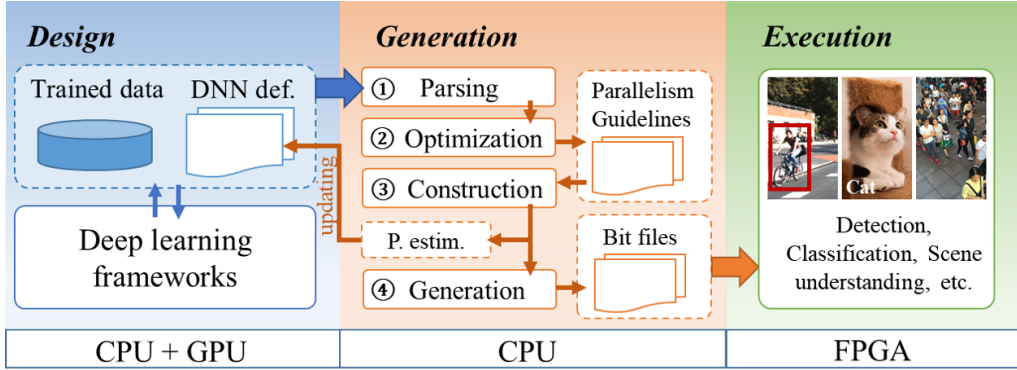 Design
Trained data
DNN def.
Deep learning
frameworks
CPU + GPU
Generation
① Parsing
② Optimization
③ Construction
P. estim.
④ Generation
updating
Parallelism
Guidelines
Bit files
CPU
Execution
Cat
Detection,
Classification, Scene
understanding, etc.
FPGA